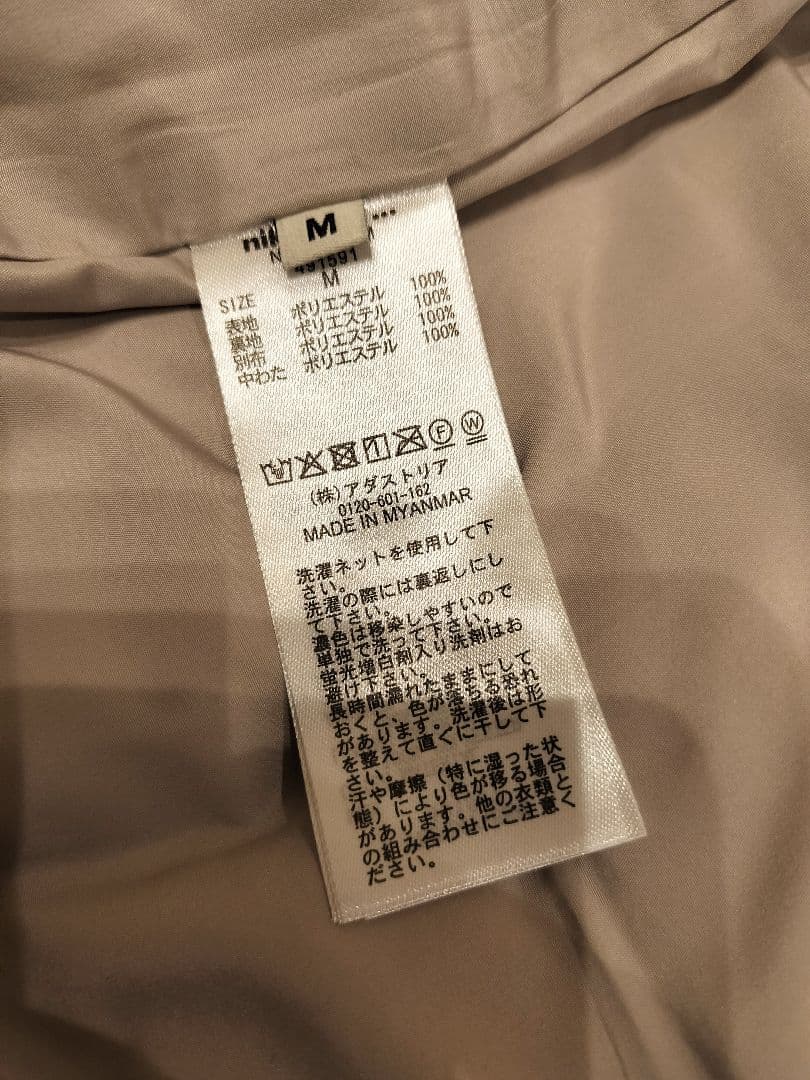 M
491591
M
SIZE
表地 ポリエステル 100%
裏地 ポリエステル 100%
別布 ポリエステル 100%
中わた ポリエステル 100%
F W
(株)アダストリア
0120-601-162
MADE IN MYANMAR
洗濯ネットを使用して下
さい。
洗濯の際には裏返しにし
て下さい。
濃色は移染しやすいので
単独で洗って下さい。
蛍光増白剤入り洗剤はお
避け下さい。
長時間濡れたままにして
おくと、色が落ちる恐れ
があります。洗濯後は形
を整えて直ぐに干して下
さい。
汗や摩擦(特に湿った状
態)により色が移る場合
があります。他の衣類と
の組み合わせにご注意く
ださい。